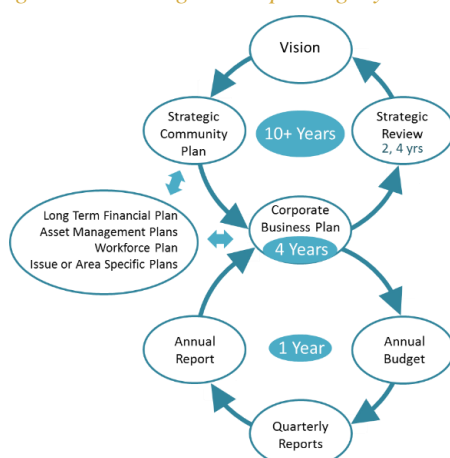 Vision
Strategic
Community
Plan
10+ Years
Strategic
Review
2, 4 yrs
Long Term Financial Plan
Asset Management Plans
Workforce Plan
Issue or Area Specific Plans
Corporate
Business Plan
4 Years
Annual
Report
1 Year
Annual
Budget
Quarterly
Reports